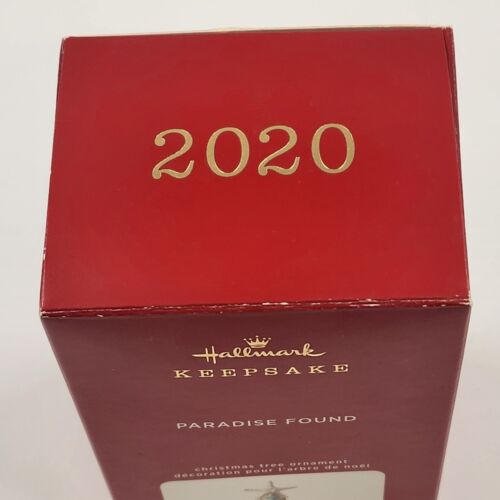 2020
Hallmark
KEEPSAKE
PARADISE FOUND
christmas tree ornament
décoration pour l'arbre de noël